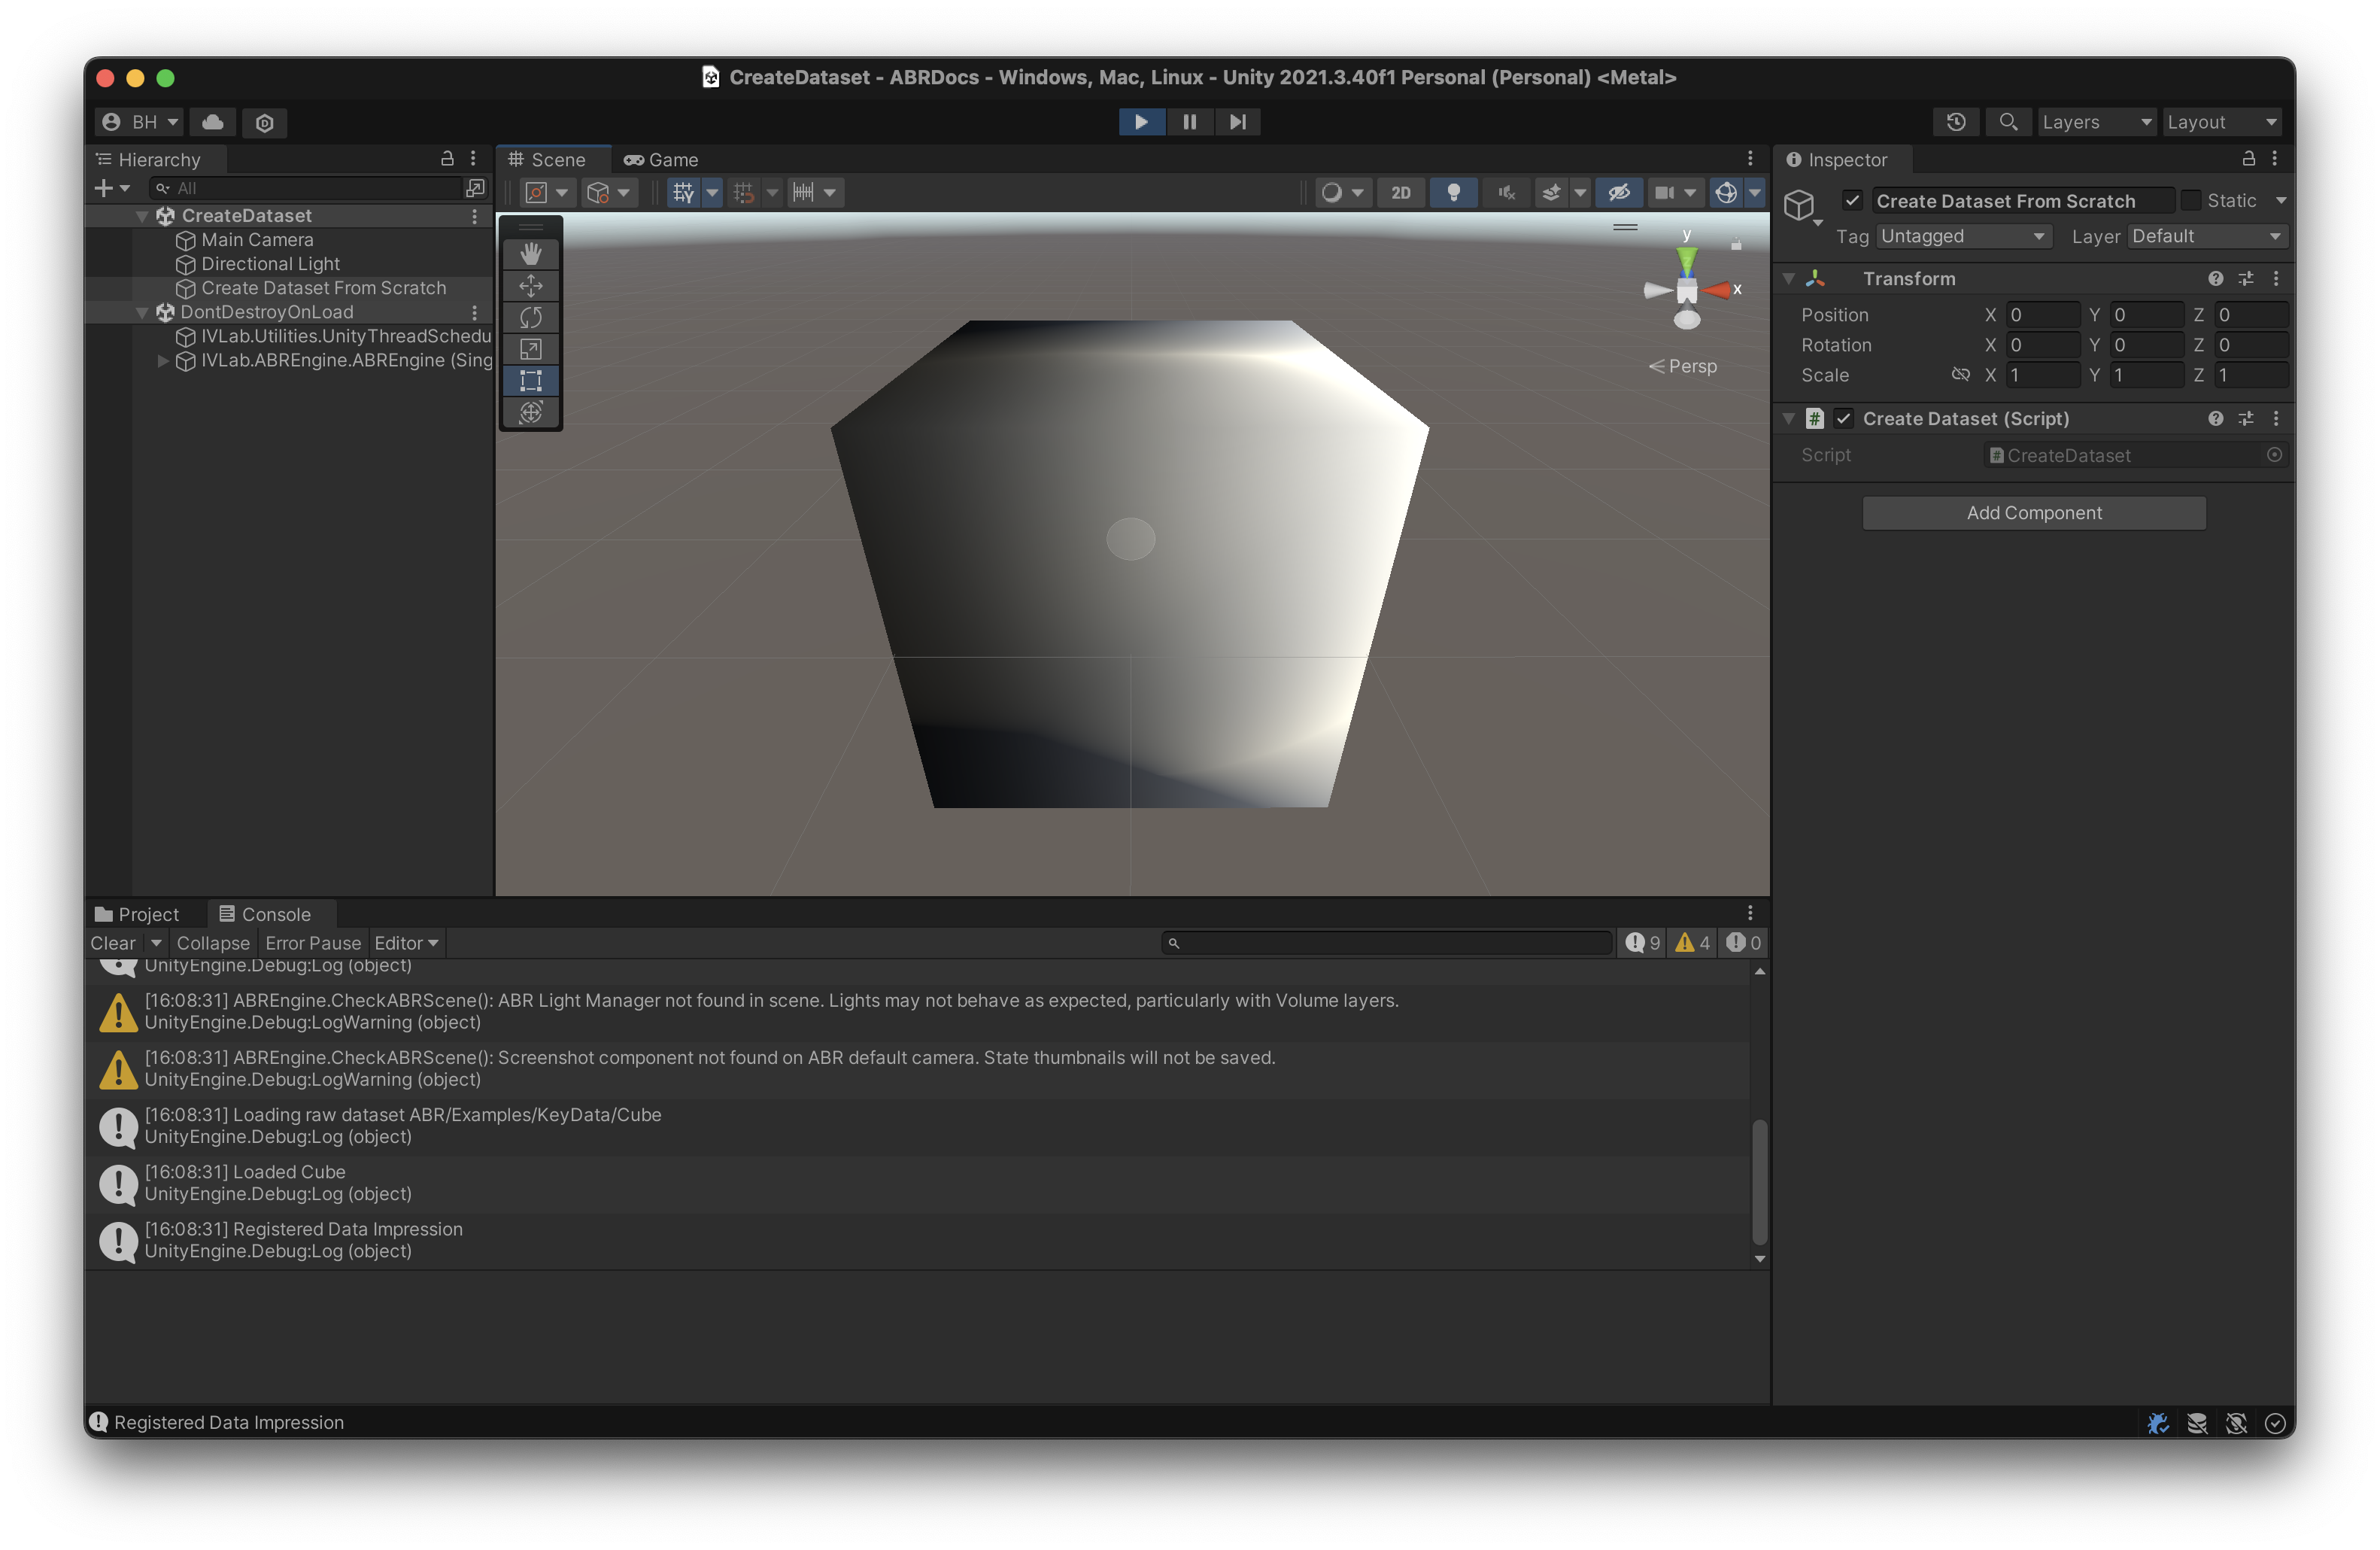 CreateDataset - ABRDocs - Windows, Mac, Linux - Unity 2021.3.40f1 Personal (Personal) <Metal>
BH
Layers
Layout
Hierarchy
All
CreateDataset
Main Camera
Directional Light
Create Dataset From Scratch
DontDestroyOnLoad
IVLab.Utilities.UnityThreadSchedu
IVLab.ABREngine.ABREngine (Sing
Scene
Game
2D
y
z
x
Persp
Inspector
Create Dataset From Scratch
Static
Tag Untagged
Layer Default
Transform
Position X 0 Y 0 Z 0
Rotation X 0 Y 0 Z 0
Scale X 1 Y 1 Z 1
# Create Dataset (Script)
Script # CreateDataset
Add Component
Project
Console
Clear
Collapse
Error Pause
Editor
9
4
0
UnityEngine.Debug:Log (object)
[16:08:31] ABREngine.CheckABRScene(): ABR Light Manager not found in scene. Lights may not behave as expected, particularly with Volume layers.
UnityEngine.Debug:LogWarning (object)
[16:08:31] ABREngine.CheckABRScene(): Screenshot component not found on ABR default camera. State thumbnails will not be saved.
UnityEngine.Debug:LogWarning (object)
[16:08:31] Loading raw dataset ABR/Examples/KeyData/Cube
UnityEngine.Debug:Log (object)
[16:08:31] Loaded Cube
UnityEngine.Debug:Log (object)
[16:08:31] Registered Data Impression
UnityEngine.Debug:Log (object)
Registered Data Impression